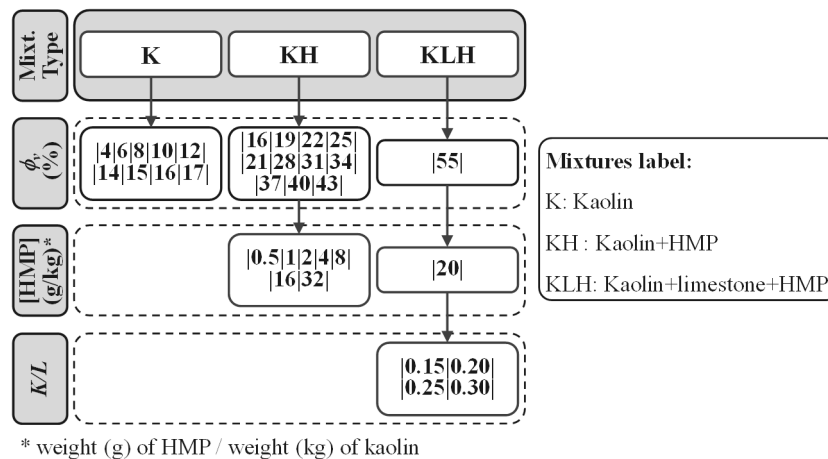 Mixt.
Type
K
KH
KLH
ϕv
(%)
|4|6|8|10|12|
|14|15|16|17|
|16|19|22|25|
|21|28|31|34|
|37|40|43|
|55|
[HMP]
(g/kg)*
|0.5|1|2|4|8|
|16|32|
|20|
K/L
|0.15|0.20|
|0.25|0.30|
Mixtures label:
K: Kaolin
KH : Kaolin+HMP
KLH: Kaolin+limestone+HMP
* weight (g) of HMP / weight (kg) of kaolin